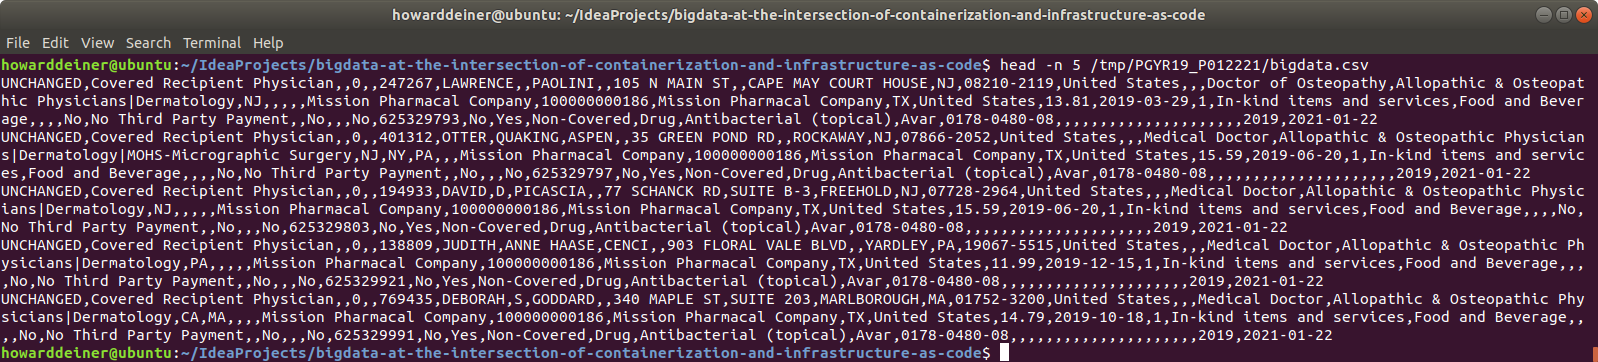 howarddeiner@ubuntu: ~/IdeaProjects/bigdata-at-the-intersection-of-containerization-and-infrastructure-as-code
File Edit View Search Terminal Help
howarddeiner@ubuntu:~/IdeaProjects/bigdata-at-the-intersection-of-containerization-and-infrastructure-as-code$ head -n 5 /tmp/PGYR19_P012221/bigdata.csv
UNCHANGED,Covered Recipient Physician,,0,,247267,LAWRENCE,,PAOLINI,,105 N MAIN ST,,CAPE MAY COURT HOUSE,NJ,08210-2119,United States,,,Doctor of Osteopathy,Allopathic & Osteopat
hic Physicians|Dermatology,NJ,,,,,Mission Pharmacal Company,100000000186,Mission Pharmacal Company,TX,United States,13.81,2019-03-29,1,In-kind items and services,Food and Bever
age,,,,No,No Third Party Payment,,No,,,No,625329793,No,Yes,Non-Covered,Drug,Antibacterial (topical),Avar,0178-0480-08,,,,,,,,,,,,,,,,,,,,,2019,2021-01-22
UNCHANGED,Covered Recipient Physician,,0,,401312,OTTER,QUAKING,ASPEN,,35 GREEN POND RD,,ROCKAWAY,NJ,07866-2052,United States,,,Medical Doctor,Allopathic & Osteopathic Physician
s|Dermatology|MOHS-Micrographic Surgery,NJ,NY,PA,,,Mission Pharmacal Company,100000000186,Mission Pharmacal Company,TX,United States,15.59,2019-06-20,1,In-kind items and servic
es,Food and Beverage,,,,No,No Third Party Payment,,No,,,No,625329797,No,Yes,Non-Covered,Drug,Antibacterial (topical),Avar,0178-0480-08,,,,,,,,,,,,,,,,,,,,,2019,2021-01-22
UNCHANGED,Covered Recipient Physician,,0,,194933,DAVID,D,PICASCIA,,77 SCHANCK RD,SUITE B-3,FREEHOLD,NJ,07728-2964,United States,,,Medical Doctor,Allopathic & Osteopathic Physic
ians|Dermatology,NJ,,,,,Mission Pharmacal Company,100000000186,Mission Pharmacal Company,TX,United States,15.59,2019-06-20,1,In-kind items and services,Food and Beverage,,,,No,
No Third Party Payment,,No,,,No,625329803,No,Yes,Non-Covered,Drug,Antibacterial (topical),Avar,0178-0480-08,,,,,,,,,,,,,,,,,,,,,2019,2021-01-22
UNCHANGED,Covered Recipient Physician,,0,,138809,JUDITH,ANNE HAASE,CENCI,,903 FLORAL VALE BLVD,,YARDLEY,PA,19067-5515,United States,,,Medical Doctor,Allopathic & Osteopathic Ph
ysicians|Dermatology,PA,,,,,Mission Pharmacal Company,100000000186,Mission Pharmacal Company,TX,United States,11.99,2019-12-15,1,In-kind items and services,Food and Beverage,,,
,No,No Third Party Payment,,No,,,No,625329921,No,Yes,Non-Covered,Drug,Antibacterial (topical),Avar,0178-0480-08,,,,,,,,,,,,,,,,,,,,,2019,2021-01-22
UNCHANGED,Covered Recipient Physician,,0,,769435,DEBORAH,S,GODDARD,,340 MAPLE ST,SUITE 203,MARLBOROUGH,MA,01752-3200,United States,,,Medical Doctor,Allopathic & Osteopathic Phy
sicians|Dermatology,CA,MA,,,,Mission Pharmacal Company,100000000186,Mission Pharmacal Company,TX,United States,14.79,2019-10-18,1,In-kind items and services,Food and Beverage,,
,,No,No Third Party Payment,,No,,,No,625329991,No,Yes,Non-Covered,Drug,Antibacterial (topical),Avar,0178-0480-08,,,,,,,,,,,,,,,,,,,,,2019,2021-01-22
howarddeiner@ubuntu:~/IdeaProjects/bigdata-at-the-intersection-of-containerization-and-infrastructure-as-code$